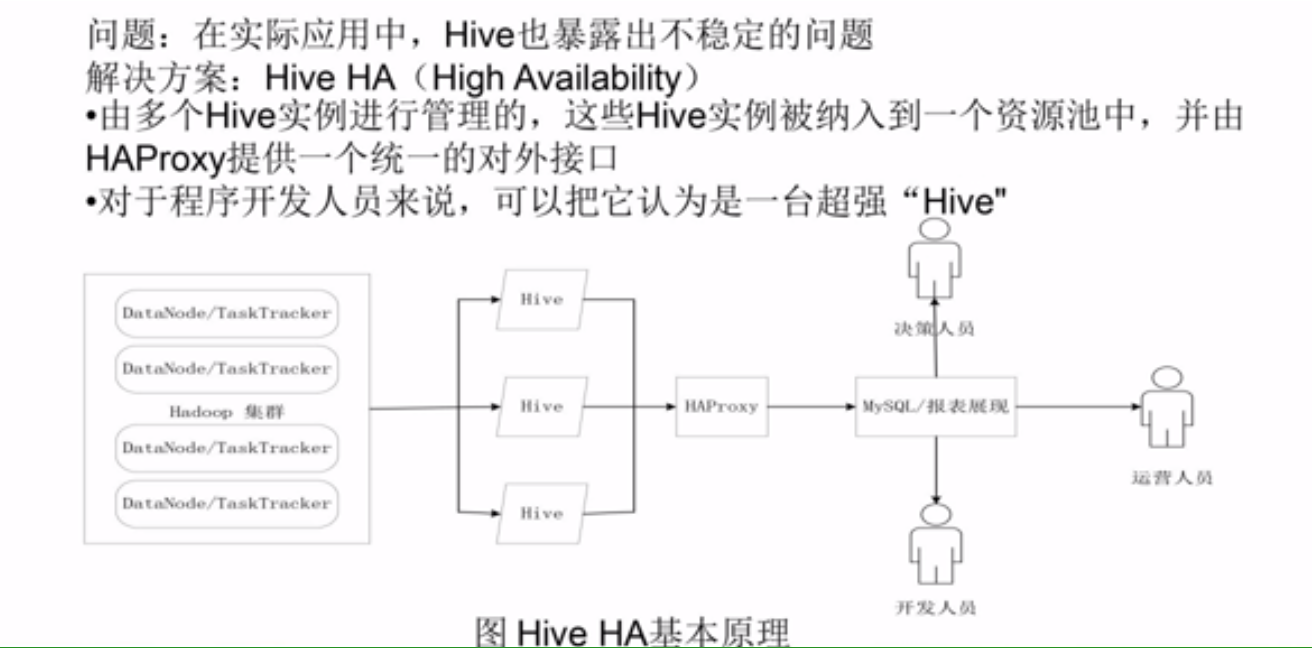 问题：在实际应用中，Hive也暴露出不稳定的问题
解决方案：Hive HA（High Availability）
•由多个Hive实例进行管理的，这些Hive实例被纳入到一个资源池中，并由
HAProxy提供一个统一的对外接口
•对于程序开发人员来说，可以把它认为是一台超强“Hive"
DataNode/TaskTracker
DataNode/TaskTracker
Hadoop 集群
DataNode/TaskTracker
DataNode/TaskTracker
Hive
Hive
Hive
HAProxy
MySQL/报表展现
决策人员
运营人员
开发人员
图 Hive HA基本原理